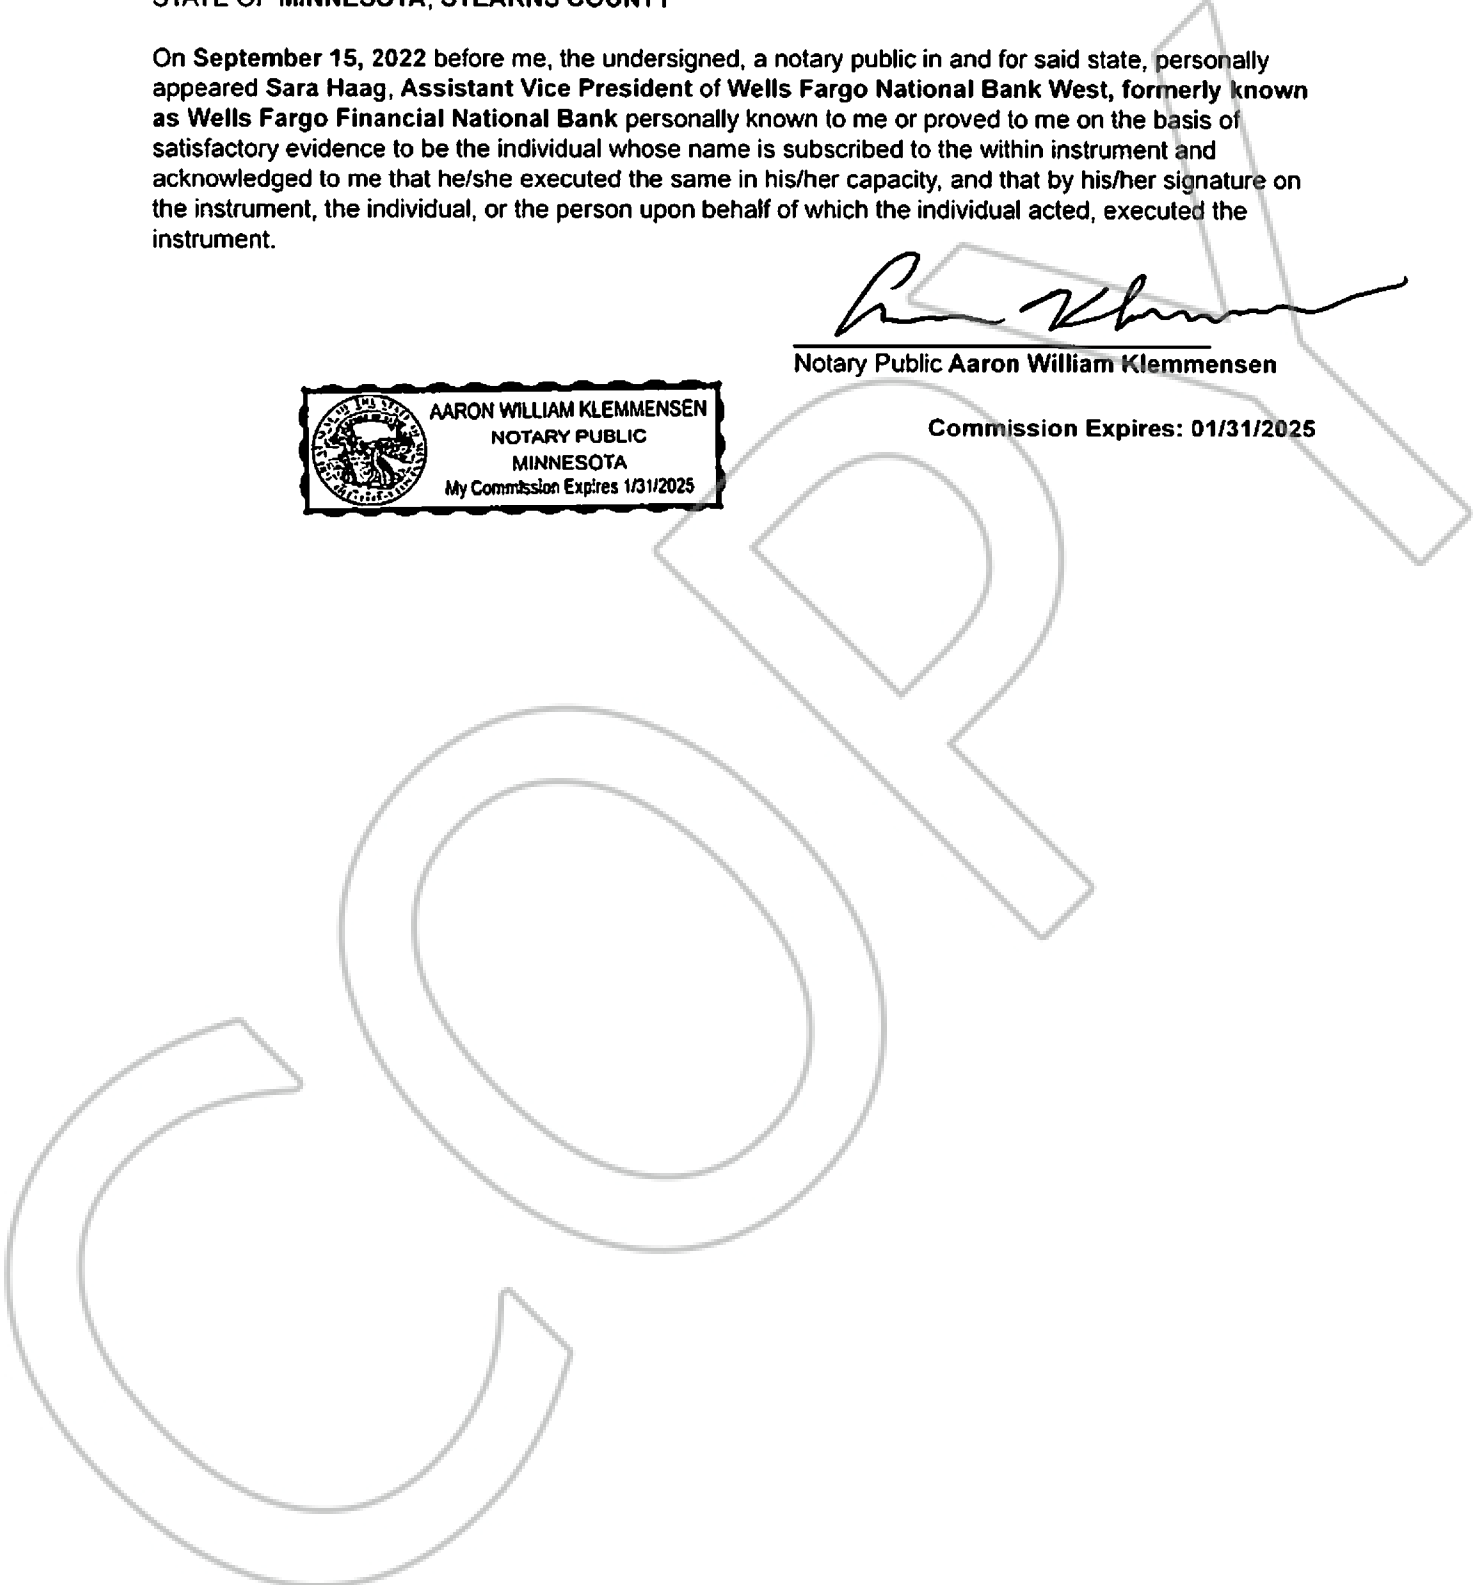 STATE OF MINNESOTA, STEARNS COUNTY
On September 15, 2022 before me, the undersigned, a notary public in and for said state, personally
appeared Sara Haag, Assistant Vice President of Wells Fargo National Bank West, formerly known
as Wells Fargo Financial National Bank personally known to me or proved to me on the basis of
satisfactory evidence to be the individual whose name is subscribed to the within instrument and
acknowledged to me that he/she executed the same in his/her capacity, and that by his/her signature on
the instrument, the individual, or the person upon behalf of which the individual acted, executed the
instrument.
Notary Public Aaron William Klemmensen
AARON WILLIAM KLEMMENSEN
NOTARY PUBLIC
MINNESOTA
My Commission Expires 1/31/2025
Commission Expires: 01/31/2025
COPY